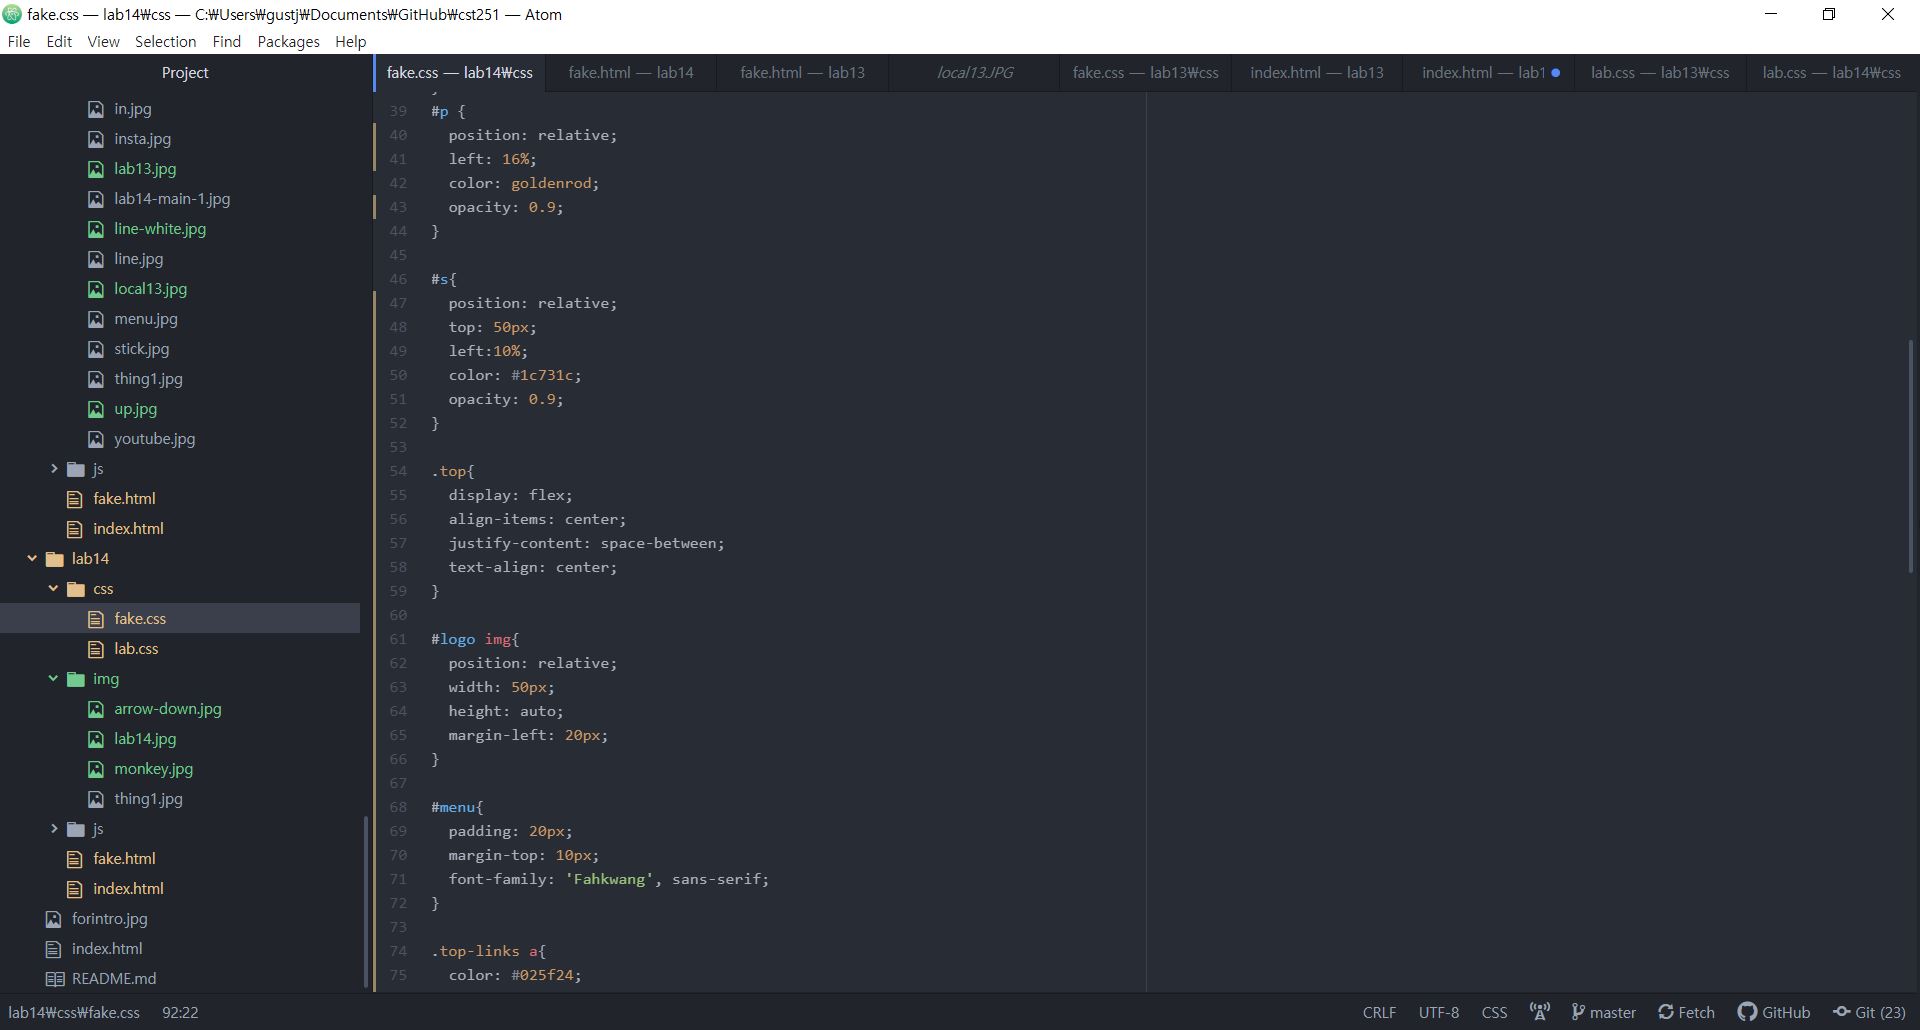 fake.css — lab14₩css — C:₩Users₩gustj₩Documents₩GitHub₩cst251 — Atom
File Edit View Selection Find Packages Help
Project
in.jpg
insta.jpg
lab13.jpg
lab14-main-1.jpg
line-white.jpg
line.jpg
local13.jpg
menu.jpg
stick.jpg
thing1.jpg
up.jpg
youtube.jpg
js
fake.html
index.html
lab14
css
fake.css
lab.css
img
arrow-down.jpg
lab14.jpg
monkey.jpg
thing1.jpg
js
fake.html
index.html
forintro.jpg
index.html
README.md
fake.css — lab14₩css fake.html — lab14 fake.html — lab13 local13.JPG fake.css — lab13₩css index.html — lab13 index.html — lab1 lab.css — lab13₩css lab.css — lab14₩css
39 #p {
40 position: relative;
41 left: 16%;
42 color: goldenrod;
43 opacity: 0.9;
44 }
45
46 #s{
47 position: relative;
48 top: 50px;
49 left:10%;
50 color: #1c731c;
51 opacity: 0.9;
52 }
53
54 .top{
55 display: flex;
56 align-items: center;
57 justify-content: space-between;
58 text-align: center;
59 }
60
61 #logo img{
62 position: relative;
63 width: 50px;
64 height: auto;
65 margin-left: 20px;
66 }
67
68 #menu{
69 padding: 20px;
70 margin-top: 10px;
71 font-family: 'Fahkwang', sans-serif;
72 }
73
74 .top-links a{
75 color: #025f24;
lab14₩css₩fake.css 92:22 CRLF UTF-8 CSS master Fetch GitHub Git (23)